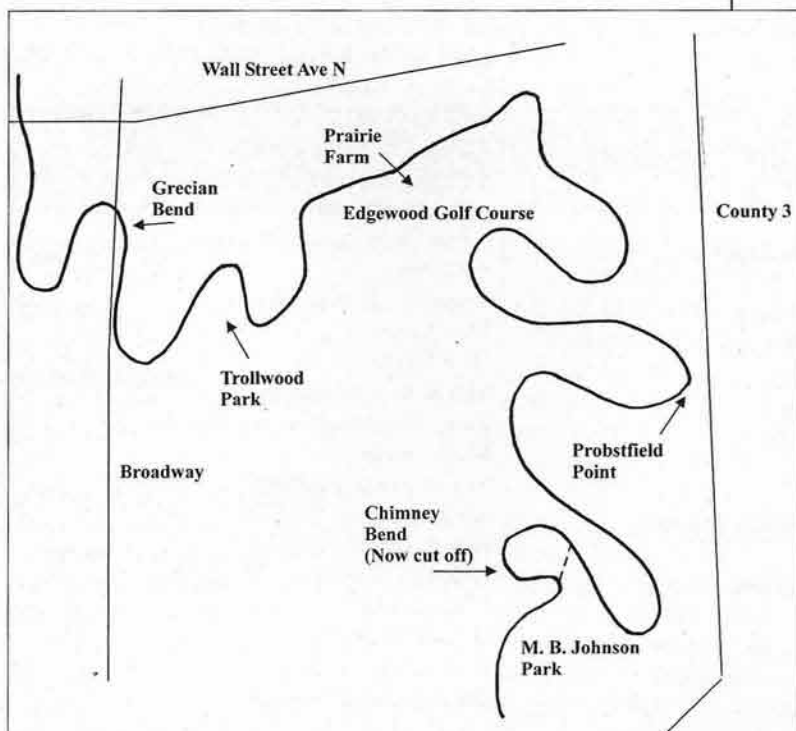 Wall Street Ave N
Prairie
Farm
Grecian
Bend
Edgewood Golf Course
County 3
Trollwood
Park
Probstfield
Point
Broadway
Chimney
Bend
(Now cut off)
M. B. Johnson
Park